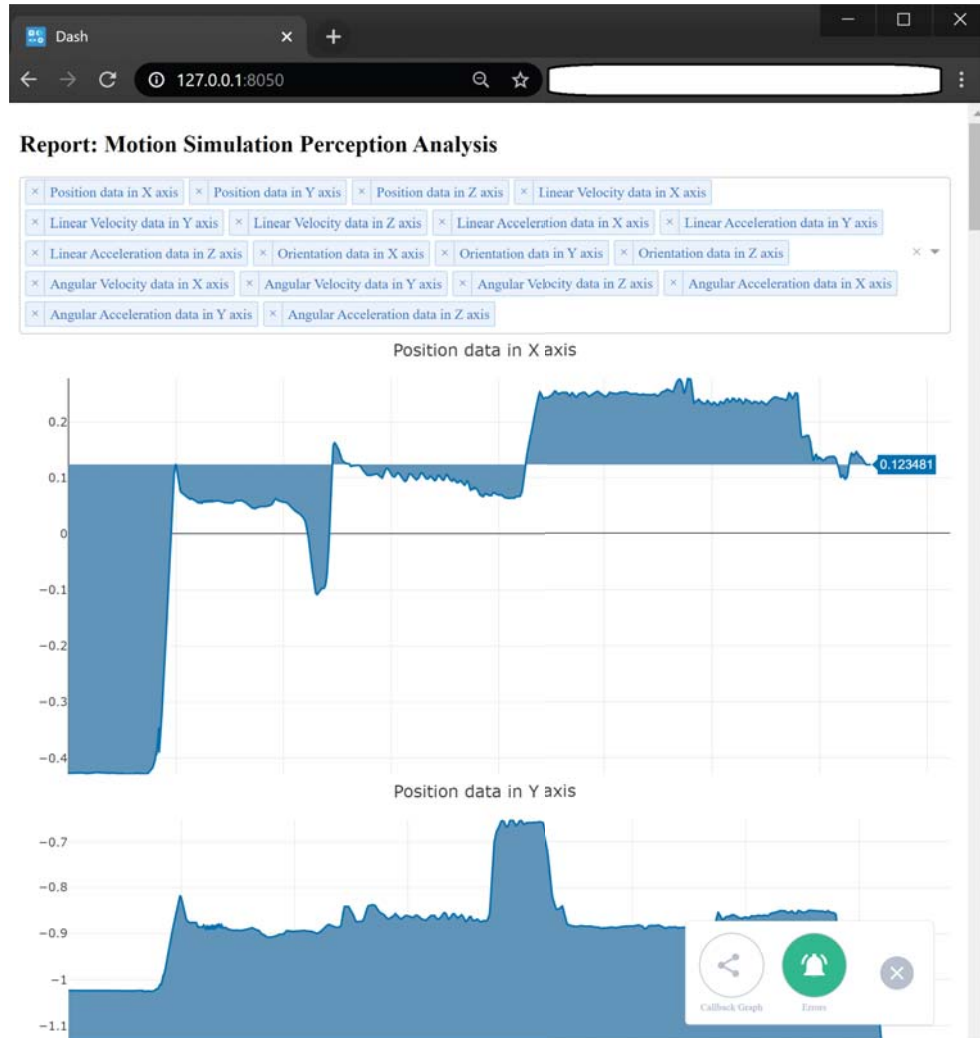 Dash × +
127.0.0.1:8050
Report: Motion Simulation Perception Analysis
× Position data in X axis × Position data in Y axis × Position data in Z axis × Linear Velocity data in X axis
× Linear Velocity data in Y axis × Linear Velocity data in Z axis × Linear Acceleration data in X axis × Linear Acceleration data in Y axis
× Linear Acceleration data in Z axis × Orientation data in X axis × Orientation data in Y axis × Orientation data in Z axis ×
× Angular Velocity data in X axis × Angular Velocity data in Y axis × Angular Velocity data in Z axis × Angular Acceleration data in X axis
× Angular Acceleration data in Y axis × Angular Acceleration data in Z axis
Position data in X axis
0.2
0.123481
0.1
0
−0.1
−0.2
−0.3
−0.4
Position data in Y axis
−0.7
−0.8
−0.9
−1
−1.1
Callback Graph Errors